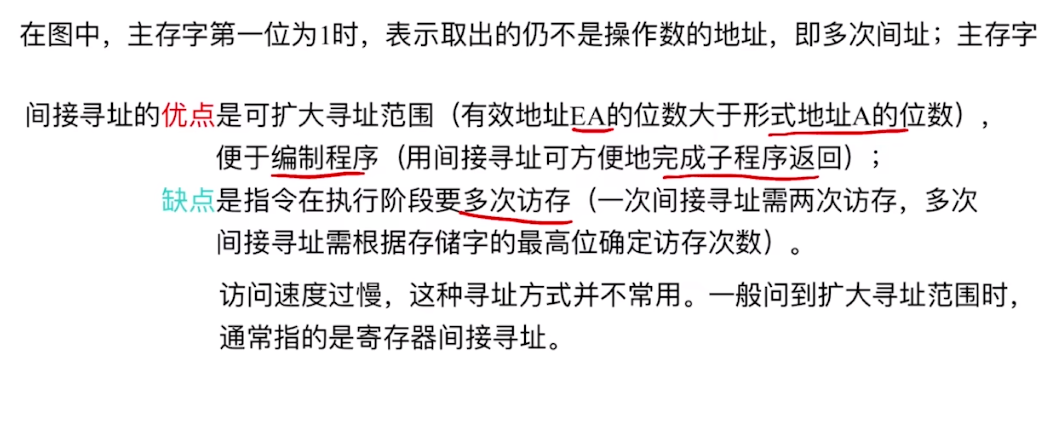 在图中，主存字第一位为1时，表示取出的仍不是操作数的地址，即多次间址；主存字
间接寻址的优点是可扩大寻址范围（有效地址EA的位数大于形式地址A的位数），
便于编制程序（用间接寻址可方便地完成子程序返回）；
缺点是指令在执行阶段要多次访存（一次间接寻址需两次访存，多次
间接寻址需根据存储字的最高位确定访存次数）。
访问速度过慢，这种寻址方式并不常用。一般问到扩大寻址范围时，
通常指的是寄存器间接寻址。